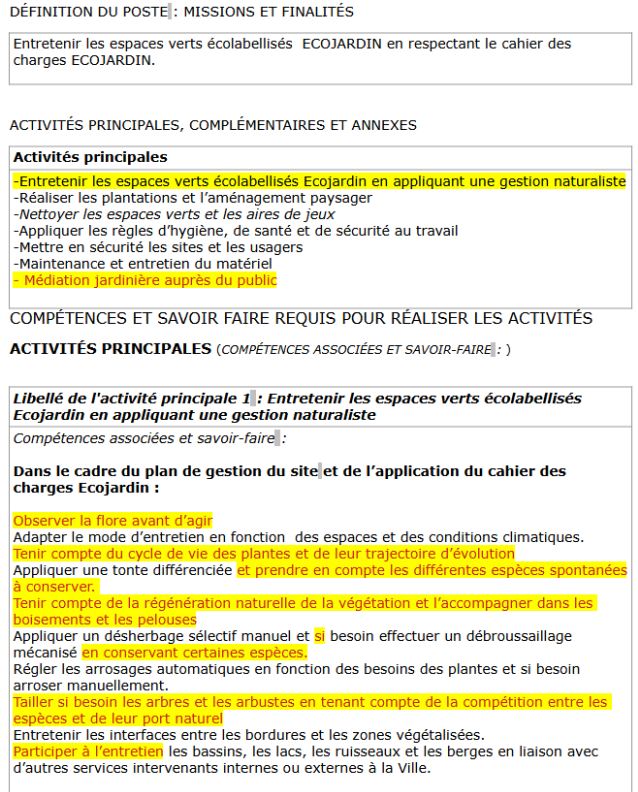 DÉFINITION DU POSTE : MISSIONS ET FINALITÉS
Entretenir les espaces verts écolabellisés  ECOJARDIN en respectant le cahier des
charges ECOJARDIN.
ACTIVITÉS PRINCIPALES, COMPLÉMENTAIRES ET ANNEXES
Activités principales
-Entretenir les espaces verts écolabellisés Ecojardin en appliquant une gestion naturaliste
-Réaliser les plantations et l’aménagement paysager
-Nettoyer les espaces verts et les aires de jeux
-Appliquer les règles d’hygiène, de santé et de sécurité au travail
-Mettre en sécurité les sites et les usagers
-Maintenance et entretien du matériel
- Médiation jardinière auprès du public
COMPÉTENCES ET SAVOIR FAIRE REQUIS POUR RÉALISER LES ACTIVITÉS
ACTIVITÉS PRINCIPALES (COMPÉTENCES ASSOCIÉES ET SAVOIR-FAIRE : )
Libellé de l'activité principale 1 : Entretenir les espaces verts écolabellisés
Ecojardin en appliquant une gestion naturaliste
Compétences associées et savoir-faire :
Dans le cadre du plan de gestion du site et de l’application du cahier des
charges Ecojardin :
Observer la flore avant d’agir
Adapter le mode d’entretien en fonction  des espaces et des conditions climatiques.
Tenir compte du cycle de vie des plantes et de leur trajectoire d’évolution
Appliquer une tonte différenciée et prendre en compte les différentes espèces spontanées
à conserver.
Tenir compte de la régénération naturelle de la végétation et l’accompagner dans les
boisements et les pelouses
Appliquer un désherbage sélectif manuel et si besoin effectuer un débroussaillage
mécanisé en conservant certaines espèces.
Régler les arrosages automatiques en fonction des besoins des plantes et si besoin
arroser manuellement.
Tailler si besoin les arbres et les arbustes en tenant compte de la compétition entre les
espèces et de leur port naturel
Entretenir les interfaces entre les bordures et les zones végétalisées.
Participer à l’entretien les bassins, les lacs, les ruisseaux et les berges en liaison avec
d’autres services intervenants internes ou externes à la Ville.